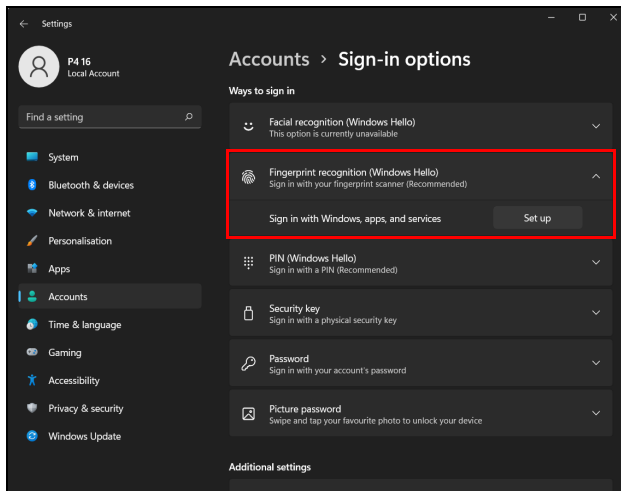 Settings
P4 16
Local Account
Find a setting
System
Bluetooth & devices
Network & internet
Personalisation
Apps
Accounts
Time & language
Gaming
Accessibility
Privacy & security
Windows Update
Accounts > Sign-in options
Ways to sign in
Facial recognition (Windows Hello)
This option is currently unavailable
Fingerprint recognition (Windows Hello)
Sign in with your fingerprint scanner (Recommended)
Sign in with Windows, apps, and services
Set up
PIN (Windows Hello)
Sign in with a PIN (Recommended)
Security key
Sign in with a physical security key
Password
Sign in with your account's password
Picture password
Swipe and tap your favourite photo to unlock your device
Additional settings